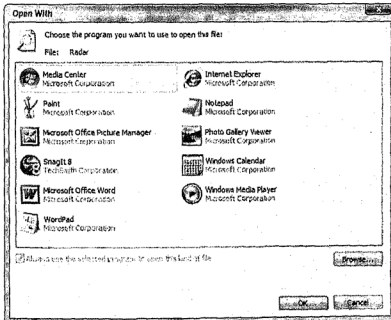 Open With
Choose the program you want to use to open this file:
File: Radar
Media Center
Microsoft Corporation
Internet Explorer
Microsoft Corporation
Paint
Microsoft Corporation
Notepad
Microsoft Corporation
Microsoft Office Picture Manager
Microsoft Corporation
Photo Gallery Viewer
Microsoft Corporation
SnagIt 8
TechSmith Corporation
Windows Calendar
Microsoft Corporation
Microsoft Office Word
Microsoft Corporation
Windows Media Player
Microsoft Corporation
WordPad
Microsoft Corporation
Always use the selected program to open this kind of file
Browse...
OK
Cancel